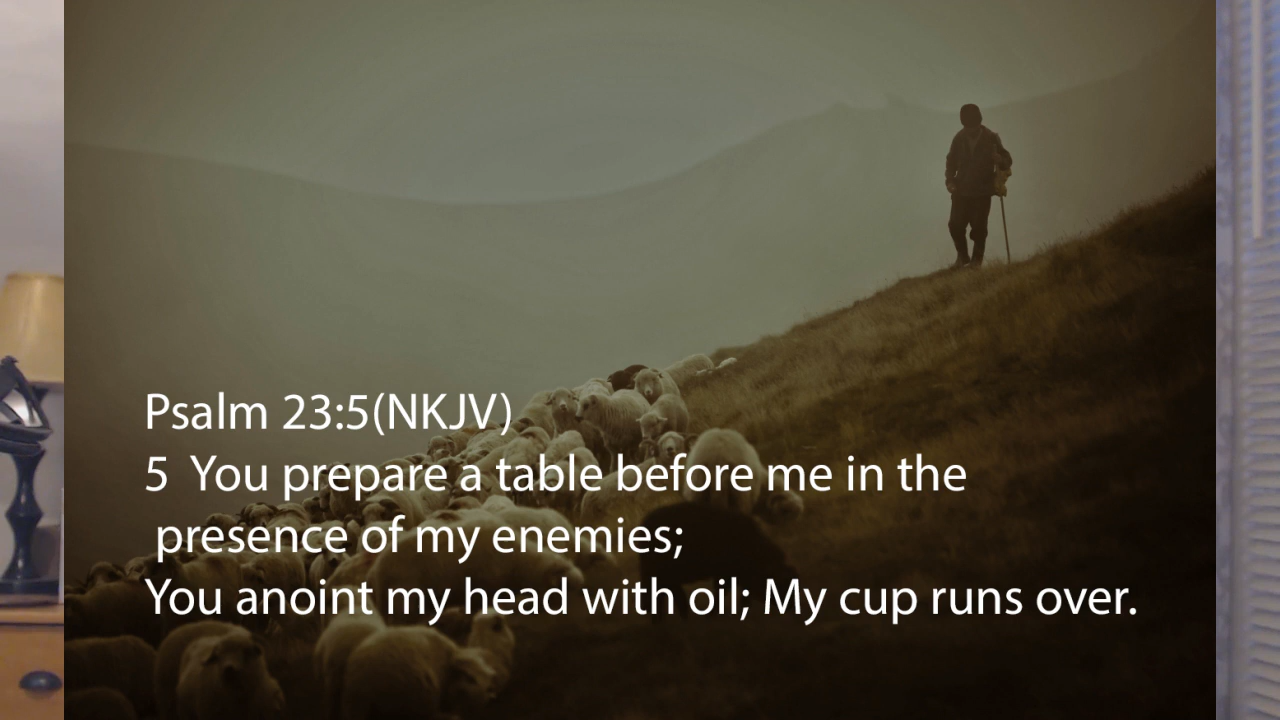 Psalm 23:5(NKJV)
5  You prepare a table before me in the
presence of my enemies;
You anoint my head with oil; My cup runs over.